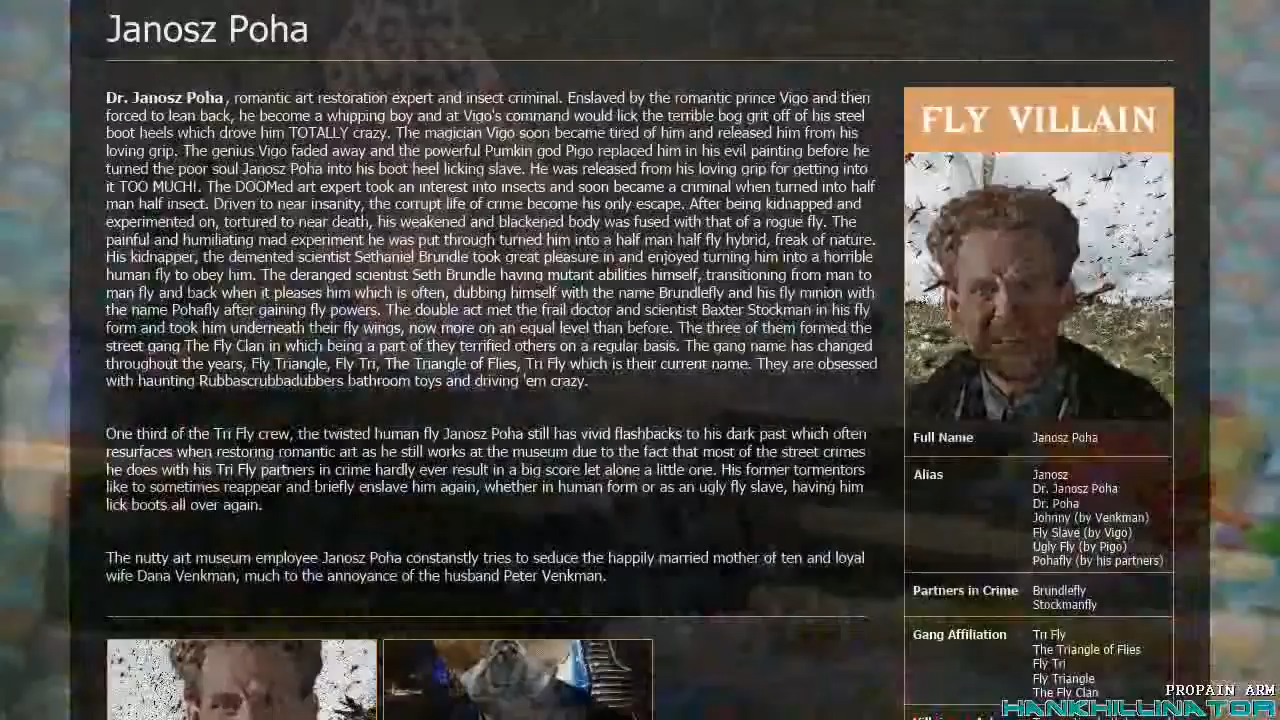 Janosz Poha
Dr. Janosz Poha, romantic art restoration expert and insect criminal. Enslaved by the romantic prince Vigo and then
forced to lean back, he become a whipping boy and at Vigo's command would lick the terrible bog grit off of his steel
boot heels which drove him TOTALLY crazy. The magician Vigo soon became tired of him and released him from his
loving grip. The genius Vigo faded away and the powerful Pumkin god Pigo replaced him in his evil painting before he
turned the poor soul Janosz Poha into his boot heel licking slave. He was released from his loving grip for getting into
it TOO MUCH!. The DOOMed art expert took an interest into insects and soon became a criminal when turned into half
man half insect. Driven to near insanity, the corrupt life of crime become his only escape. After being kidnapped and
experimented on, tortured to near death, his weakened and blackened body was fused with that of a rogue fly. The
painful and humiliating mad experiment he was put through turned him into a half man half fly hybrid, freak of nature.
His kidnapper, the demented scientist Sethaniel Brundle took great pleasure in and enjoyed turning him into a horrible
human fly to obey him. The deranged scientist Seth Brundle having mutant abilities himself, transitioning from man to
man fly and back when it pleases him which is often, dubbing himself with the name Brundlefly and his fly minion with
the name Pohafly after gaining fly powers. The double act met the frail doctor and scientist Baxter Stockman in his fly
form and took him underneath their fly wings, now more on an equal level than before. The three of them formed the
street gang The Fly Clan in which being a part of they terrified others on a regular basis. The gang name has changed
throughout the years, Fly Triangle, Fly Tri, The Triangle of Flies, Tri Fly which is their current name. They are obsessed
with haunting Rubbascrubbadubbers bathroom toys and driving 'em crazy.
One third of the Tri Fly crew, the twisted human fly Janosz Poha still has vivid flashbacks to his dark past which often
resurfaces when restoring romantic art as he still works at the museum due to the fact that most of the street crimes
he does with his Tri Fly partners in crime hardly ever result in a big score let alone a little one. His former tormentors
like to sometimes reappear and briefly enslave him again, whether in human form or as an ugly fly slave, having him
lick boots all over again.
The nutty art museum employee Janosz Poha constanstly tries to seduce the happily married mother of ten and loyal
wife Dana Venkman, much to the annoyance of the husband Peter Venkman.
FLY VILLAIN
Full Name Janosz Poha
Alias Janosz
Dr. Janosz Poha
Dr. Poha
Johnny (by Venkman)
Fly Slave (by Vigo)
Ugly Fly (by Pigo)
Pohafly (by his partners)
Partners in Crime Brundlefly
Stockmanfly
Gang Affiliation Tri Fly
The Triangle of Flies
Fly Tri
Fly Triangle
The Fly Clan
PROPAIN ARM
HANKHILLINATOR